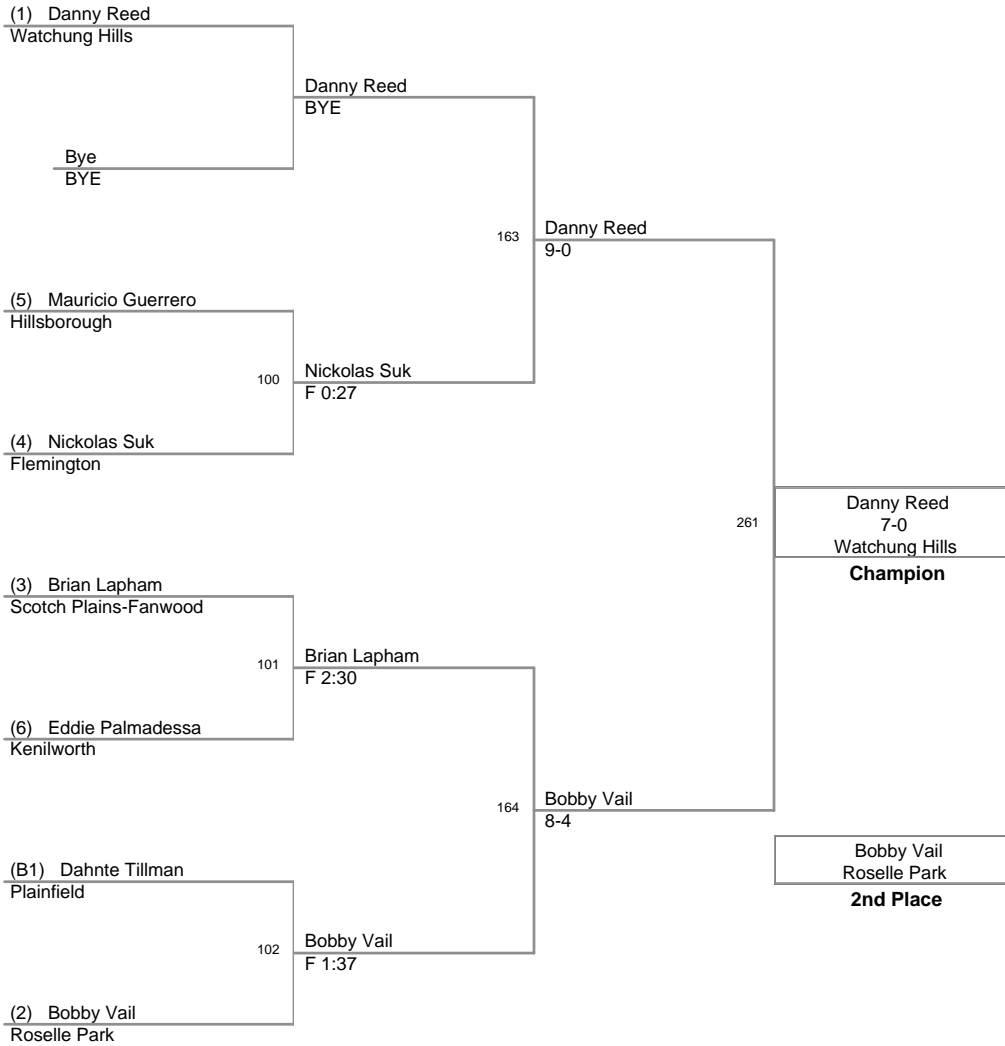 (1) Danny Reed
Watchung Hills
Danny Reed
BYE
Bye
BYE
163
Danny Reed
9-0
(5) Mauricio Guerrero
Hillsborough
100
Nickolas Suk
F 0:27
(4) Nickolas Suk
Flemington
261
Danny Reed
7-0
Watchung Hills
Champion
(3) Brian Lapham
Scotch Plains-Fanwood
101
Brian Lapham
F 2:30
(6) Eddie Palmadessa
Kenilworth
164
Bobby Vail
8-4
(B1) Dahnte Tillman
Plainfield
102
Bobby Vail
F 1:37
(2) Bobby Vail
Roselle Park
Bobby Vail
Roselle Park
2nd Place